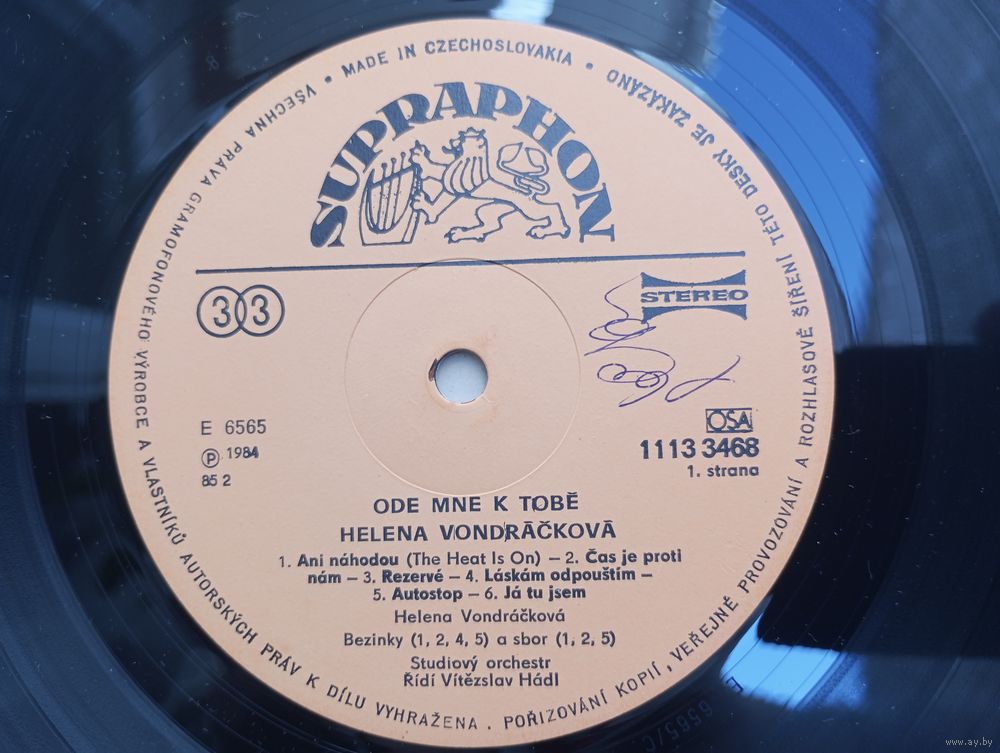 • MADE IN CZECHOSLOVAKIA •
VŠECHNA PRÁVA GRAMOFONOVÉHO VÝROBCE A VLASTNÍKŮ AUTORSKÝCH PRÁV K DÍLU VYHRAŽENA. POŘIZOVÁNÍ KOPIÍ, VEŘEJNÉ PROVOZOVÁNÍ A ROZHLASOVÉ ŠÍŘENÍ TÉTO DESKY JE ZAKÁZÁNO
SUPRAPHON
STEREO
33
E 6565
Ⓟ 1984
85 2
OSA
1113 3468
1. strana
ODE MNE K TOBĚ
HELENA VONDRÁČKOVÁ
1. Ani náhodou (The Heat Is On) – 2. Čas je proti
nám – 3. Rezervé – 4. Láskám odpouštím –
5. Autostop – 6. Já tu jsem
Helena Vondráčková
Bezinky (1, 2, 4, 5) a sbor (1, 2, 5)
Studiový orchestr
Řídí Vítězslav Hádl
www.ay.by